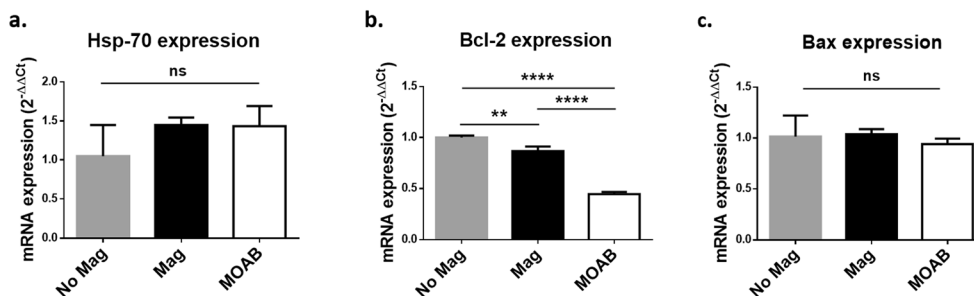 a.
Hsp-70 expression
mRNA expression (2^-ΔΔCt)
ns
2.0
1.5
1.0
0.5
0.0
No Mag
Mag
MOAB
b.
Bcl-2 expression
mRNA expression (2^-ΔΔCt)
****
****
**
1.5
1.0
0.5
0.0
No Mag
Mag
MOAB
c.
Bax expression
mRNA expression (2^-ΔΔCt)
ns
1.5
1.0
0.5
0.0
No Mag
Mag
MOAB